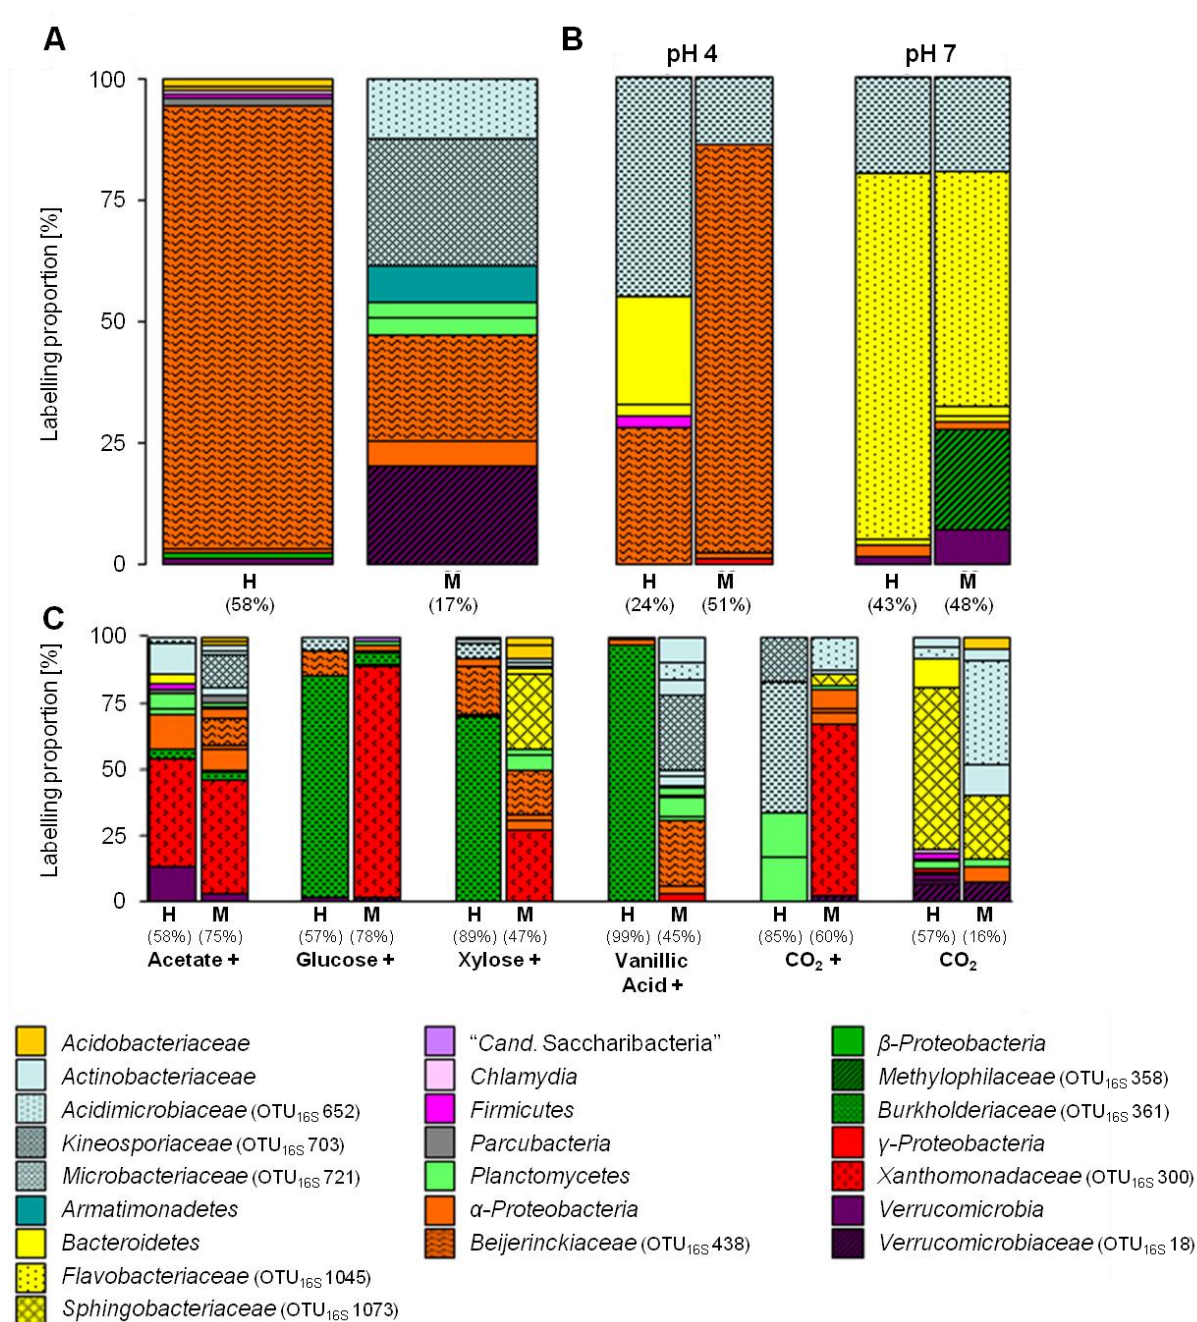 A
B
pH 4
pH 7
Labelling proportion [%]
100
75
50
25
0
H
M
H
M
H
M
(58%)
(17%)
(24%)
(51%)
(43%)
(48%)
C
Labelling proportion [%]
100
75
50
25
0
H M H M H M H M H M H M
(58%) (75%) (57%) (78%) (89%) (47%) (99%) (45%) (85%) (60%) (57%) (16%)
Acetate +
Glucose +
Xylose +
Vanillic
Acid +
CO₂ +
CO₂
Acidobacteriaceae
Actinobacteriaceae
Acidimicrobiaceae (OTU₁₆S 652)
Kineosporiaceae (OTU₁₆S 703)
Microbacteriaceae (OTU₁₆S 721)
Armatimonadetes
Bacteroidetes
Flavobacteriaceae (OTU₁₆S 1045)
Sphingobacteriaceae (OTU₁₆S 1073)
“Cand. Saccharibacteria”
Chlamydia
Firmicutes
Parcubacteria
Planctomycetes
α-Proteobacteria
Beijerinckiaceae (OTU₁₆S 438)
β-Proteobacteria
Methylophilaceae (OTU₁₆S 358)
Burkholderiaceae (OTU₁₆S 361)
γ-Proteobacteria
Xanthomonadaceae (OTU₁₆S 300)
Verrucomicrobia
Verrucomicrobiaceae (OTU₁₆S 18)